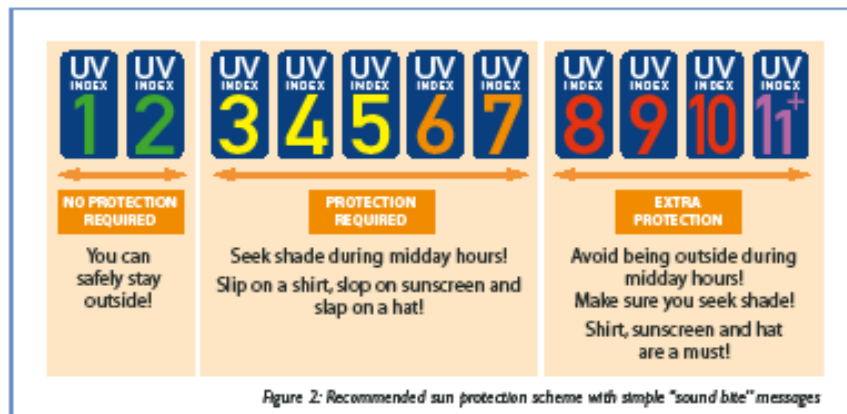 UV INDEX 1
UV INDEX 2
UV INDEX 3
UV INDEX 4
UV INDEX 5
UV INDEX 6
UV INDEX 7
UV INDEX 8
UV INDEX 9
UV INDEX 10
UV INDEX 11+
NO PROTECTION
REQUIRED
You can
safely stay
outside!
PROTECTION
REQUIRED
Seek shade during midday hours!
Slip on a shirt, slop on sunscreen and
slap on a hat!
EXTRA
PROTECTION
Avoid being outside during
midday hours!
Make sure you seek shade!
Shirt, sunscreen and hat
are a must!
Figure 2: Recommended sun protection scheme with simple "sound bite" messages